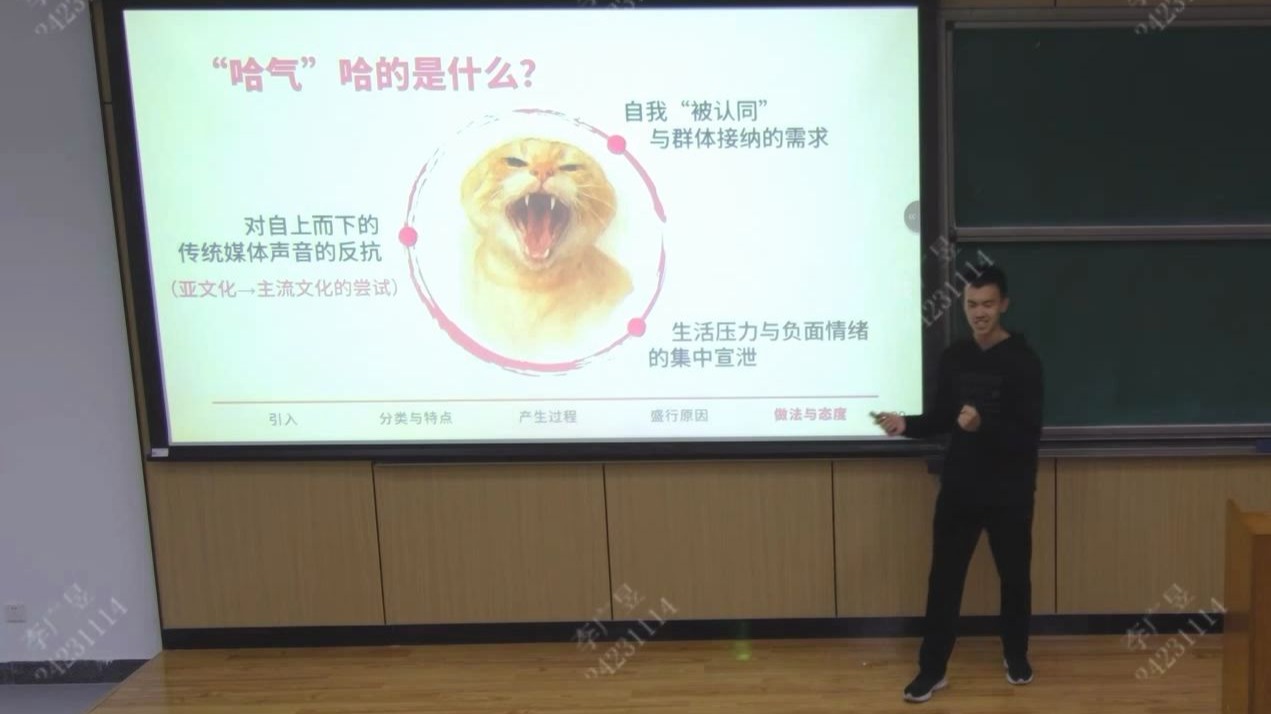 “哈气”哈的是什么?
自我“被认同”
与群体接纳的需求
对自上而下的
传统媒体声音的反抗
(亚文化→主流文化的尝试)
生活压力与负面情绪
的集中宣泄
引入
分类与特点
产生过程
盛行原因
做法与态度
李广昱
24231114
李广昱
24231114
李广昱
24231114
李广昱
24231114